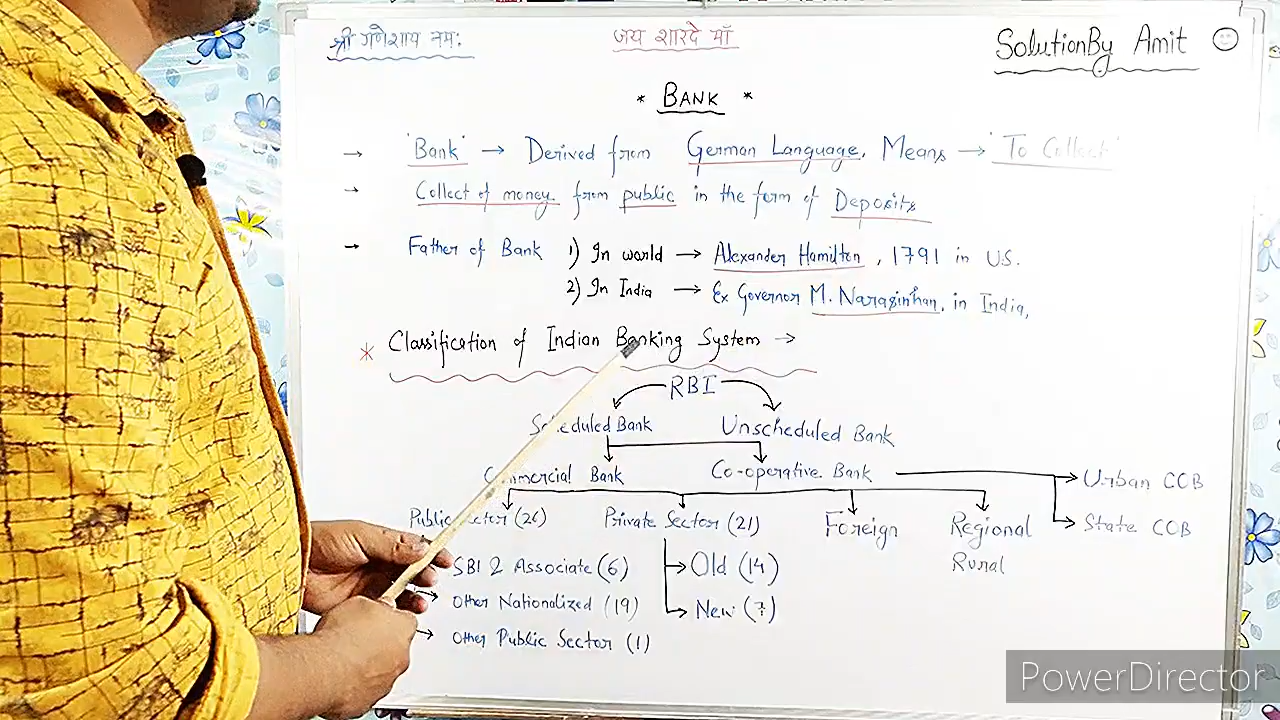 श्री गणेशाय नमः
जय शारदे माँ
SolutionBy Amit
* BANK *
→ 'Bank' → Derived from German Language, Means → 'To Collect'
→ Collect of money from public in the form of Deposits
→ Father of Bank 1) In world → Alexander Hamilton, 1791 in U.S.
2) In India → Ex Governor M. Narasinhan, in India,
* Classification of Indian Banking System →
RBI
Scheduled Bank Unscheduled Bank
Commercial Bank Co-operative Bank → Urban CCB
→ State CCB
Public Sector (26) Private Sector (21) Foreign Regional Rural
SBI 2 Associate (6) → Old (14)
→ Other Nationalized (19) → New (7)
→ Other Public Sector (1)
PowerDirector